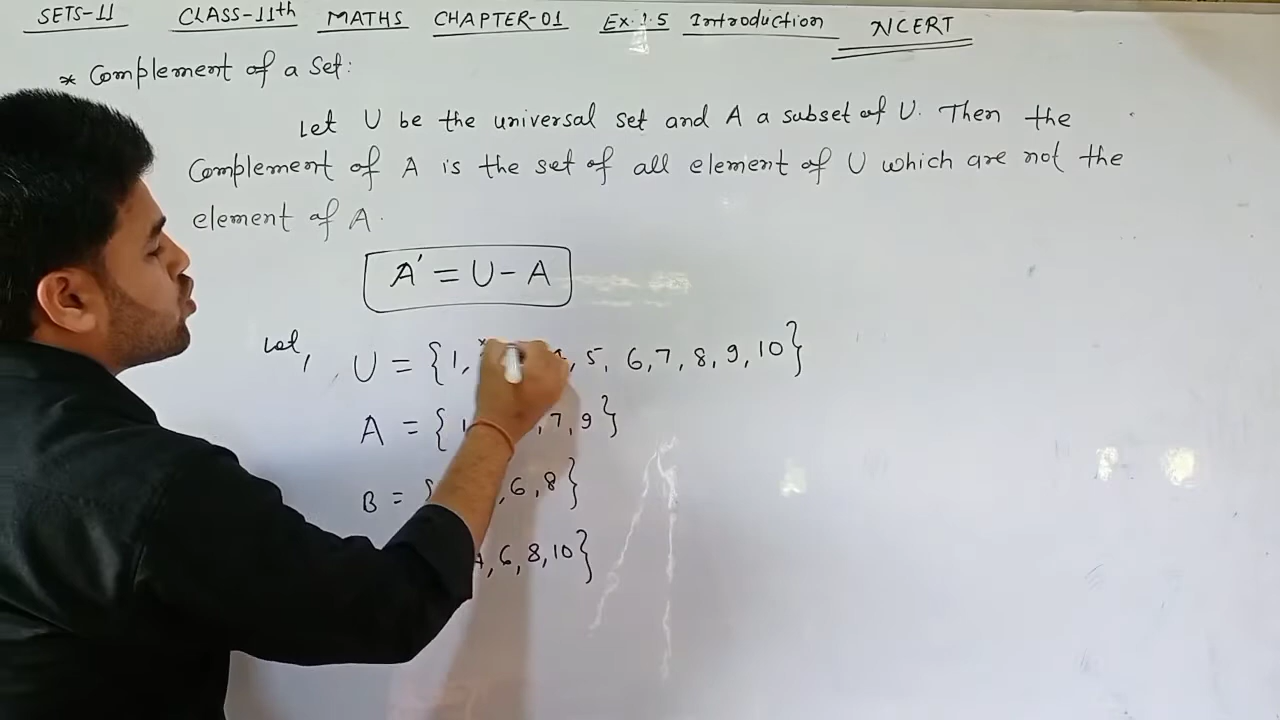 SETS-11 CLASS-11th MATHS CHAPTER-01 Ex. 1.5 Introduction NCERT
* Complement of a Set:
Let U be the universal set and A a subset of U. Then the
Complement of A is the set of all element of U which are not the
element of A.
A' = U - A
Let, U = {1, , 5, 6, 7, 8, 9, 10}
A = { , 7, 9}
B = { , 6, 8}
4, 6, 8, 10}